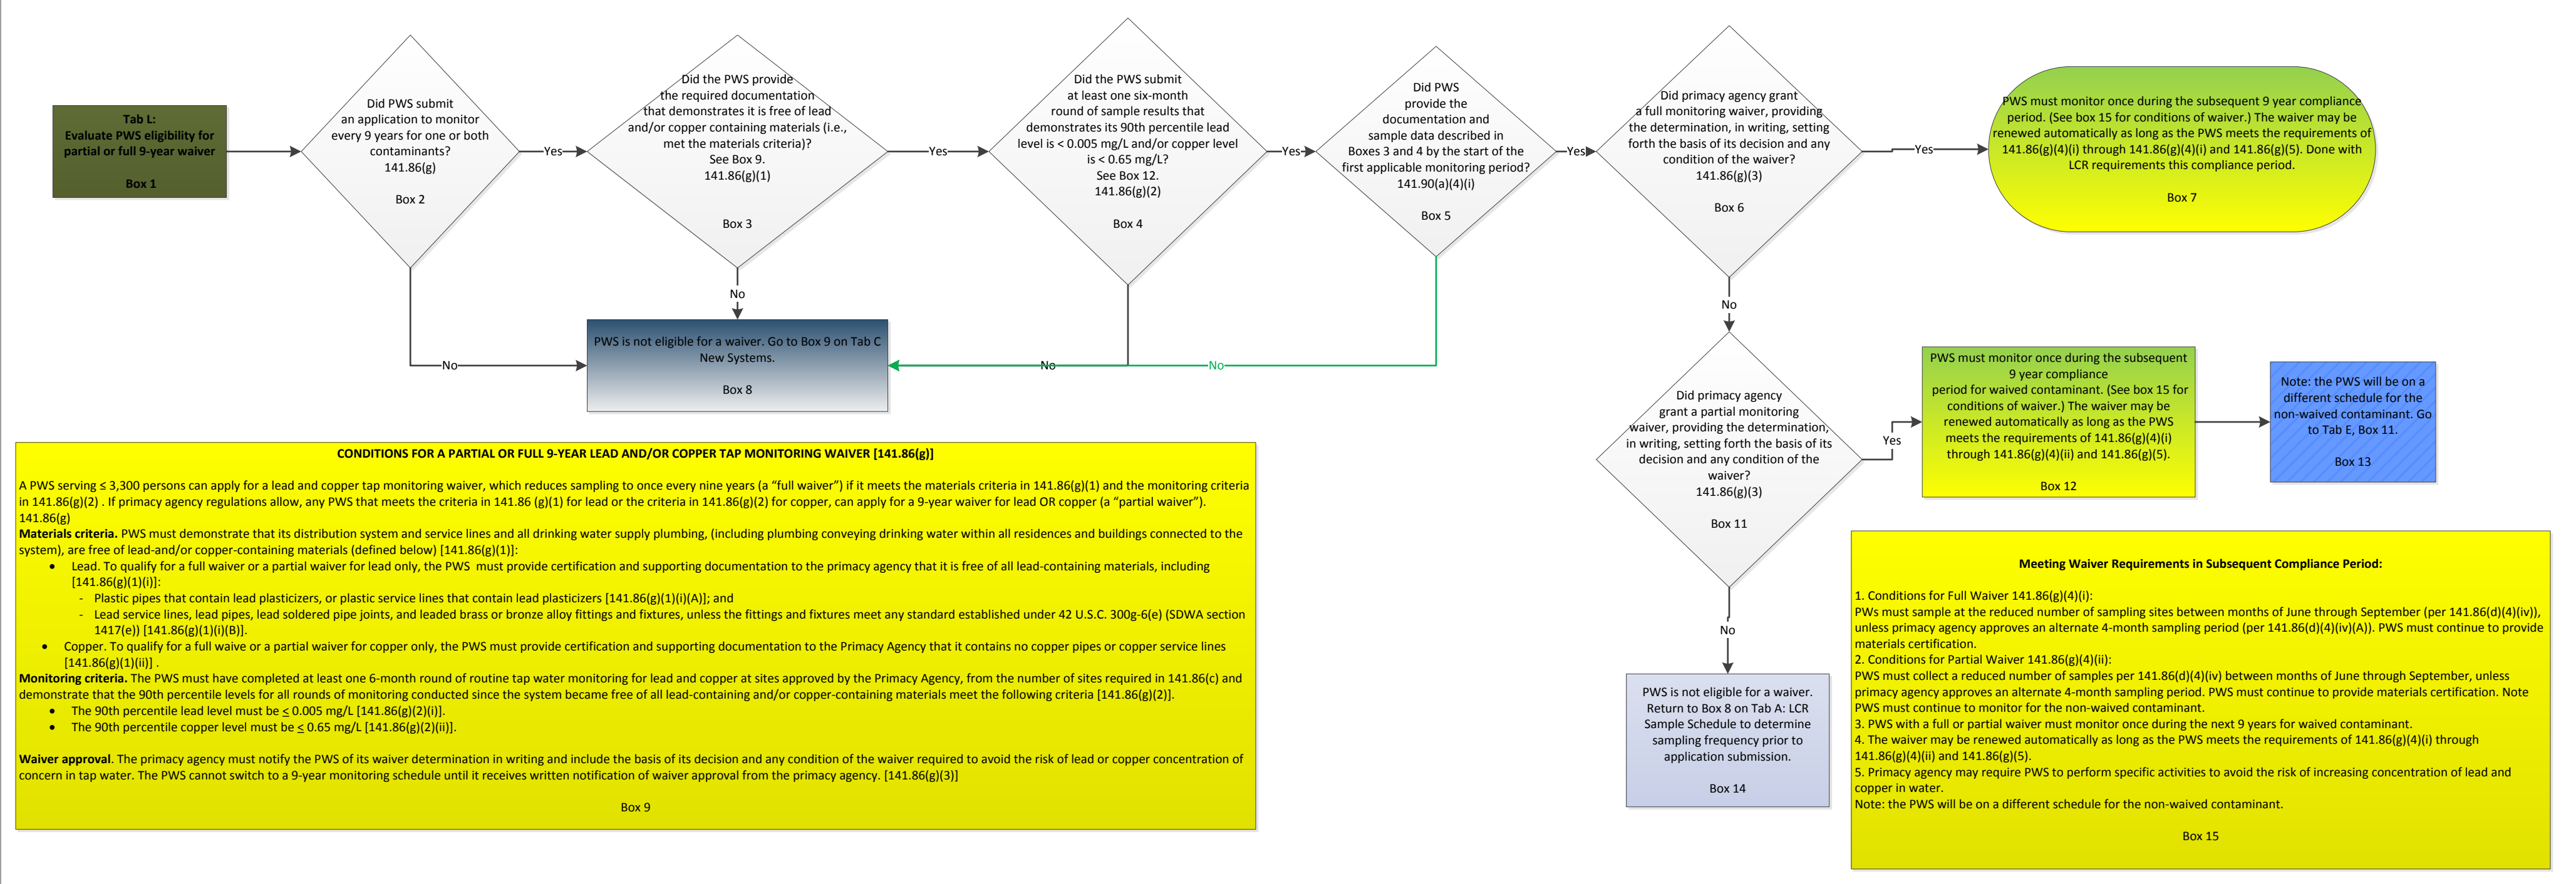 Tab L:
Evaluate PWS eligibility for
partial or full 9-year waiver
Box 1
Did PWS submit
an application to monitor
every 9 years for one or both
contaminants?
141.86(g)
Box 2
Yes
Did the PWS provide
the required documentation
that demonstrates it is free of lead
and/or copper containing materials (i.e.,
met the materials criteria)?
See Box 9.
141.86(g)(1)
Box 3
Yes
Did the PWS submit
at least one six-month
round of sample results that
demonstrates its 90th percentile lead
level is < 0.005 mg/L and/or copper level
is < 0.65 mg/L?
See Box 12.
141.86(g)(2)
Box 4
Yes
Did PWS
provide the
documentation and
sample data described in
Boxes 3 and 4 by the start of the
first applicable monitoring period?
141.90(a)(4)(i)
Box 5
Yes
Did primacy agency grant
a full monitoring waiver, providing
the determination, in writing, setting
forth the basis of its decision and any
condition of the waiver?
141.86(g)(3)
Box 6
Yes
PWS must monitor once during the subsequent 9 year compliance
period. (See box 15 for conditions of waiver.) The waiver may be
renewed automatically as long as the PWS meets the requirements of
141.86(g)(4)(i) through 141.86(g)(4)(i) and 141.86(g)(5). Done with
LCR requirements this compliance period.
Box 7
No
No
No
No
No
PWS is not eligible for a waiver. Go to Box 9 on Tab C
New Systems.
Box 8
Did primacy agency
grant a partial monitoring
waiver, providing the determination,
in writing, setting forth the basis of its
decision and any condition of the
waiver?
141.86(g)(3)
Box 11
Yes
PWS must monitor once during the subsequent
9 year compliance
period for waived contaminant. (See box 15 for
conditions of waiver.) The waiver may be
renewed automatically as long as the PWS
meets the requirements of 141.86(g)(4)(i)
through 141.86(g)(4)(ii) and 141.86(g)(5).
Box 12
Note: the PWS will be on a
different schedule for the
non-waived contaminant. Go
to Tab E, Box 11.
Box 13
No
PWS is not eligible for a waiver.
Return to Box 8 on Tab A: LCR
Sample Schedule to determine
sampling frequency prior to
application submission.
Box 14
CONDITIONS FOR A PARTIAL OR FULL 9-YEAR LEAD AND/OR COPPER TAP MONITORING WAIVER [141.86(g)]
A PWS serving ≤ 3,300 persons can apply for a lead and copper tap monitoring waiver, which reduces sampling to once every nine years (a “full waiver”) if it meets the materials criteria in 141.86(g)(1) and the monitoring criteria
in 141.86(g)(2) . If primacy agency regulations allow, any PWS that meets the criteria in 141.86 (g)(1) for lead or the criteria in 141.86(g)(2) for copper, can apply for a 9-year waiver for lead OR copper (a “partial waiver”).
141.86(g)
Materials criteria. PWS must demonstrate that its distribution system and service lines and all drinking water supply plumbing, (including plumbing conveying drinking water within all residences and buildings connected to the
system), are free of lead-and/or copper-containing materials (defined below) [141.86(g)(1)]:
• Lead. To qualify for a full waiver or a partial waiver for lead only, the PWS must provide certification and supporting documentation to the primacy agency that it is free of all lead-containing materials, including
[141.86(g)(1)(i)]:
- Plastic pipes that contain lead plasticizers, or plastic service lines that contain lead plasticizers [141.86(g)(1)(i)(A)]; and
- Lead service lines, lead pipes, lead soldered pipe joints, and leaded brass or bronze alloy fittings and fixtures, unless the fittings and fixtures meet any standard established under 42 U.S.C. 300g-6(e) (SDWA section
1417(e)) [141.86(g)(1)(i)(B)].
• Copper. To qualify for a full waive or a partial waiver for copper only, the PWS must provide certification and supporting documentation to the Primacy Agency that it contains no copper pipes or copper service lines
[141.86(g)(1)(ii)] .
Monitoring criteria. The PWS must have completed at least one 6-month round of routine tap water monitoring for lead and copper at sites approved by the Primacy Agency, from the number of sites required in 141.86(c) and
demonstrate that the 90th percentile levels for all rounds of monitoring conducted since the system became free of all lead-containing and/or copper-containing materials meet the following criteria [141.86(g)(2)].
• The 90th percentile lead level must be ≤ 0.005 mg/L [141.86(g)(2)(i)].
• The 90th percentile copper level must be ≤ 0.65 mg/L [141.86(g)(2)(ii)].
Waiver approval. The primacy agency must notify the PWS of its waiver determination in writing and include the basis of its decision and any condition of the waiver required to avoid the risk of lead or copper concentration of
concern in tap water. The PWS cannot switch to a 9-year monitoring schedule until it receives written notification of waiver approval from the primacy agency. [141.86(g)(3)]
Box 9
Meeting Waiver Requirements in Subsequent Compliance Period:
1. Conditions for Full Waiver 141.86(g)(4)(i):
PWs must sample at the reduced number of sampling sites between months of June through September (per 141.86(d)(4)(iv)),
unless primacy agency approves an alternate 4-month sampling period (per 141.86(d)(4)(iv)(A)). PWS must continue to provide
materials certification.
2. Conditions for Partial Waiver 141.86(g)(4)(ii):
PWS must collect a reduced number of samples per 141.86(d)(4)(iv) between months of June through September, unless
primacy agency approves an alternate 4-month sampling period. PWS must continue to provide materials certification. Note
PWS must continue to monitor for the non-waived contaminant.
3. PWS with a full or partial waiver must monitor once during the next 9 years for waived contaminant.
4. The waiver may be renewed automatically as long as the PWS meets the requirements of 141.86(g)(4)(i) through
141.86(g)(4)(ii) and 141.86(g)(5).
5. Primacy agency may require PWS to perform specific activities to avoid the risk of increasing concentration of lead and
copper in water.
Note: the PWS will be on a different schedule for the non-waived contaminant.
Box 15